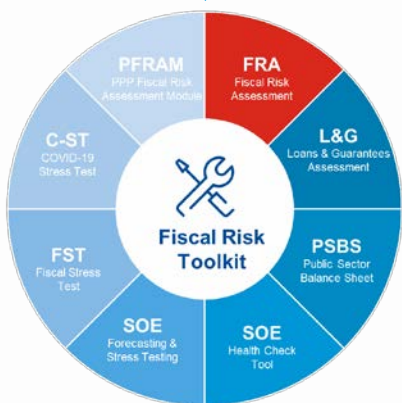 PFRAM
PPP Fiscal Risk
Assessment Module
FRA
Fiscal Risk
Assessment
L&G
Loans & Guarantees
Assessment
PSBS
Public Sector
Balance Sheet
SOE
Health Check
Tool
SOE
Forecasting &
Stress Testing
FST
Fiscal Stress
Test
C-ST
COVID-19
Stress Test
Fiscal Risk
Toolkit